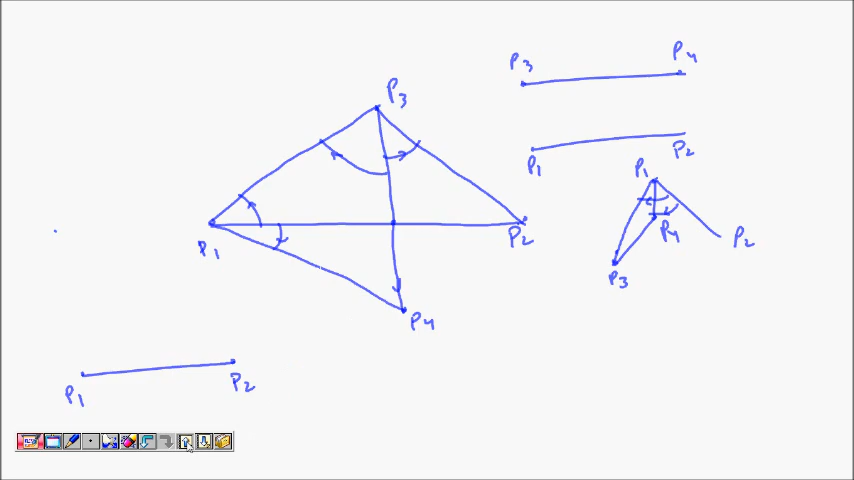 P3 P4
P3
P1 P2
P1
P1 P2
P4 P2
P3
P4
P1 P2